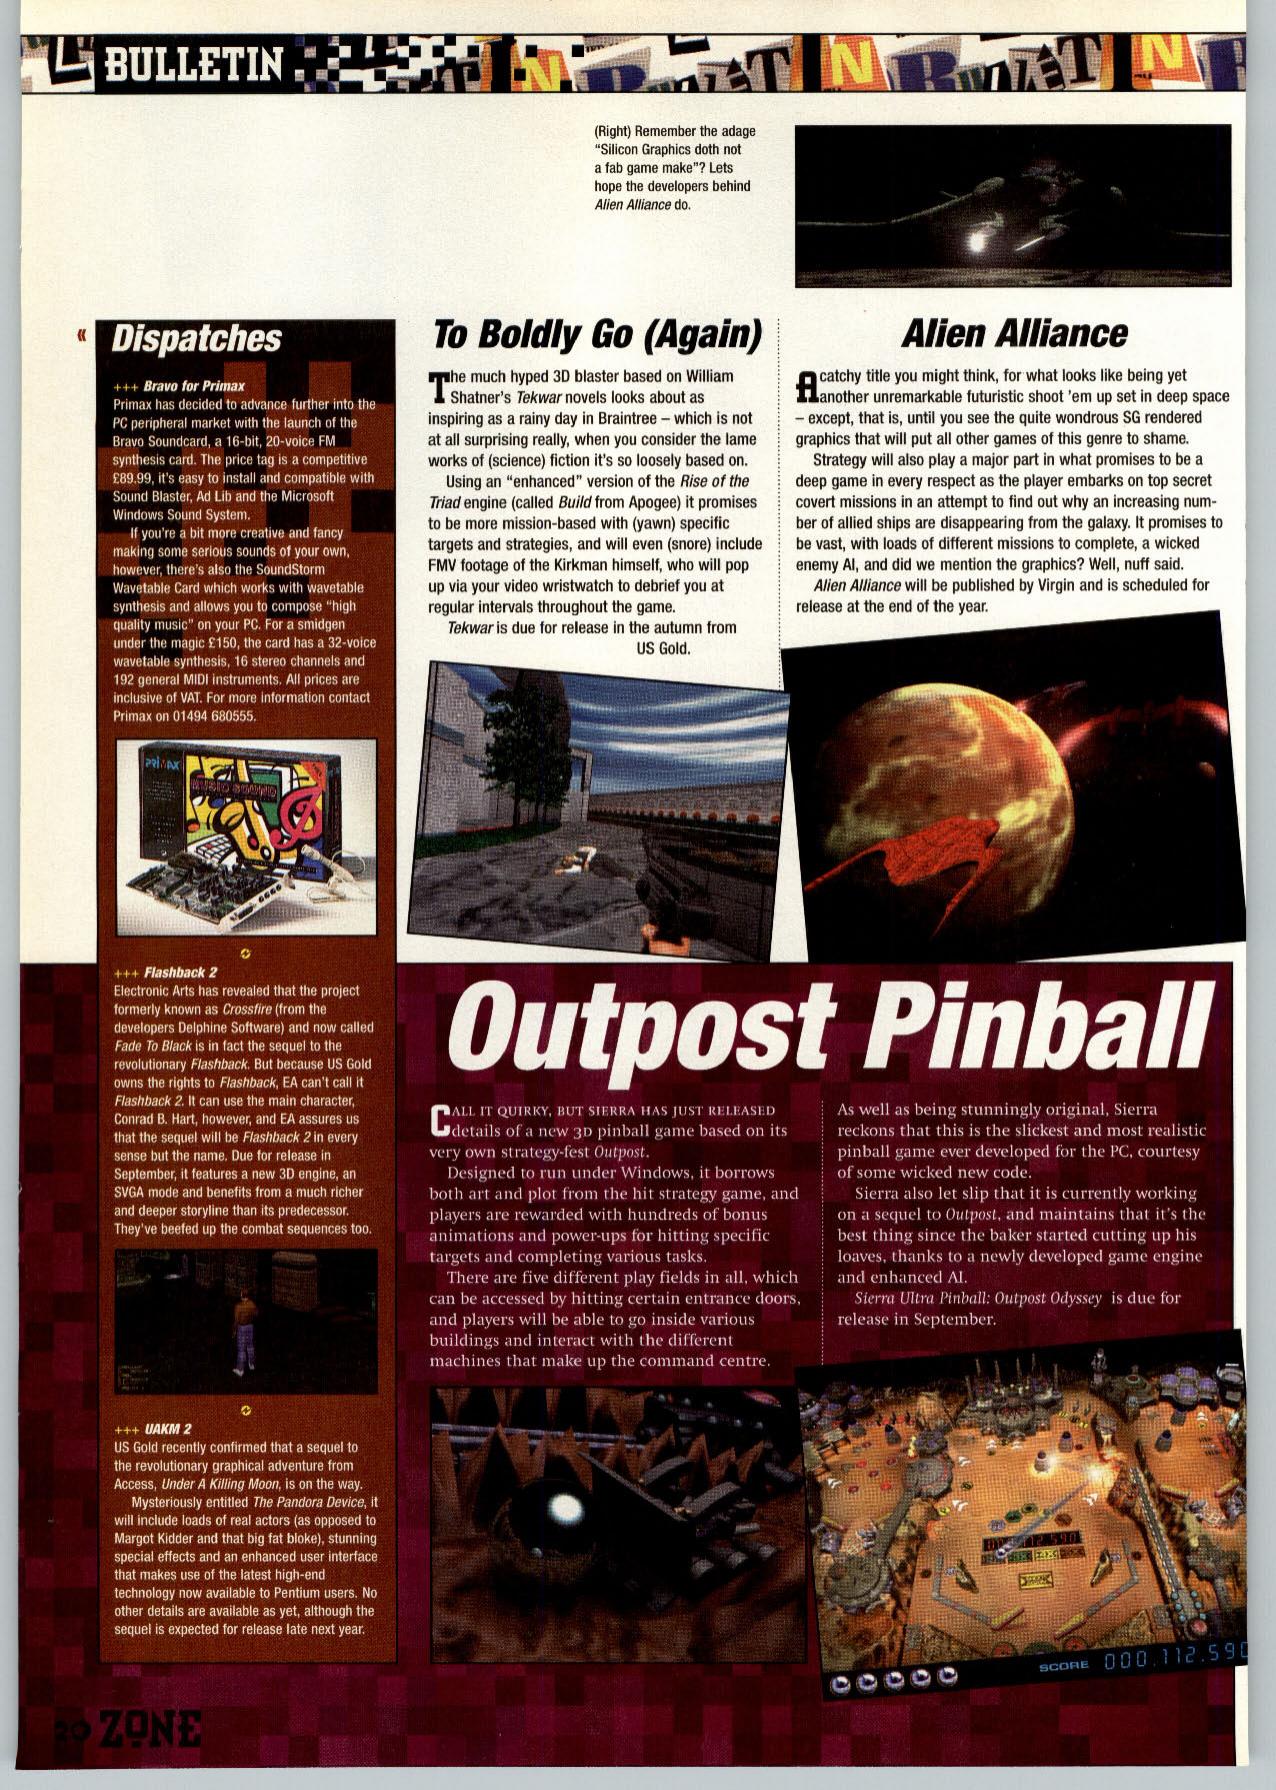 BULLETIN
(Right) Remember the adage
“Silicon Graphics doth not
a fab game make”? Lets
hope the developers behind
Alien Alliance do.
«
Dispatches
+++ Bravo for Primax
Primax has decided to advance further into the
PC peripheral market with the launch of the
Bravo Soundcard, a 16-bit, 20-voice FM
synthesis card. The price tag is a competitive
£89.99, it's easy to install and compatible with
Sound Blaster, Ad Lib and the Microsoft
Windows Sound System.
If you're a bit more creative and fancy
making some serious sounds of your own,
however, there's also the SoundStorm
Wavetable Card which works with wavetable
synthesis and allows you to compose “high
quality music” on your PC. For a smidgen
under the magic £150, the card has a 32-voice
wavetable synthesis, 16 stereo channels and
192 general MIDI instruments. All prices are
inclusive of VAT. For more information contact
Primax on 01494 680555.
PRIMAX
MUSIC SOUND
+++ Flashback 2
Electronic Arts has revealed that the project
formerly known as Crossfire (from the
developers Delphine Software) and now called
Fade To Black is in fact the sequel to the
revolutionary Flashback. But because US Gold
owns the rights to Flashback, EA can't call it
Flashback 2. It can use the main character,
Conrad B. Hart, however, and EA assures us
that the sequel will be Flashback 2 in every
sense but the name. Due for release in
September, it features a new 3D engine, an
SVGA mode and benefits from a much richer
and deeper storyline than its predecessor.
They've beefed up the combat sequences too.
+++ UAKM 2
US Gold recently confirmed that a sequel to
the revolutionary graphical adventure from
Access, Under A Killing Moon, is on the way.
Mysteriously entitled The Pandora Device, it
will include loads of real actors (as opposed to
Margot Kidder and that big fat bloke), stunning
special effects and an enhanced user interface
that makes use of the latest high-end
technology now available to Pentium users. No
other details are available as yet, although the
sequel is expected for release late next year.
To Boldly Go (Again)
The much hyped 3D blaster based on William
Shatner's Tekwar novels looks about as
inspiring as a rainy day in Braintree – which is not
at all surprising really, when you consider the lame
works of (science) fiction it's so loosely based on.
Using an “enhanced” version of the Rise of the
Triad engine (called Build from Apogee) it promises
to be more mission-based with (yawn) specific
targets and strategies, and will even (snore) include
FMV footage of the Kirkman himself, who will pop
up via your video wristwatch to debrief you at
regular intervals throughout the game.
Tekwar is due for release in the autumn from
US Gold.
Alien Alliance
A catchy title you might think, for what looks like being yet
another unremarkable futuristic shoot 'em up set in deep space
– except, that is, until you see the quite wondrous SG rendered
graphics that will put all other games of this genre to shame.
Strategy will also play a major part in what promises to be a
deep game in every respect as the player embarks on top secret
covert missions in an attempt to find out why an increasing num-
ber of allied ships are disappearing from the galaxy. It promises to
be vast, with loads of different missions to complete, a wicked
enemy AI, and did we mention the graphics? Well, nuff said.
Alien Alliance will be published by Virgin and is scheduled for
release at the end of the year.
Outpost Pinball
CALL IT QUIRKY, BUT SIERRA HAS JUST RELEASED
details of a new 3D pinball game based on its
very own strategy-fest Outpost.
Designed to run under Windows, it borrows
both art and plot from the hit strategy game, and
players are rewarded with hundreds of bonus
animations and power-ups for hitting specific
targets and completing various tasks.
There are five different play fields in all, which
can be accessed by hitting certain entrance doors,
and players will be able to go inside various
buildings and interact with the different
machines that make up the command centre.
As well as being stunningly original, Sierra
reckons that this is the slickest and most realistic
pinball game ever developed for the PC, courtesy
of some wicked new code.
Sierra also let slip that it is currently working
on a sequel to Outpost, and maintains that it's the
best thing since the baker started cutting up his
loaves, thanks to a newly developed game engine
and enhanced AI.
Sierra Ultra Pinball: Outpost Odyssey is due for
release in September.
SCORE 000.112.590
20 ZONE